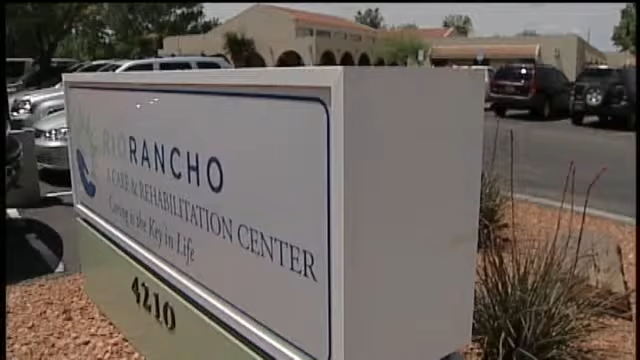 RIO RANCHO
A CARE & REHABILITATION CENTER
Caring is the Key in Life
4210